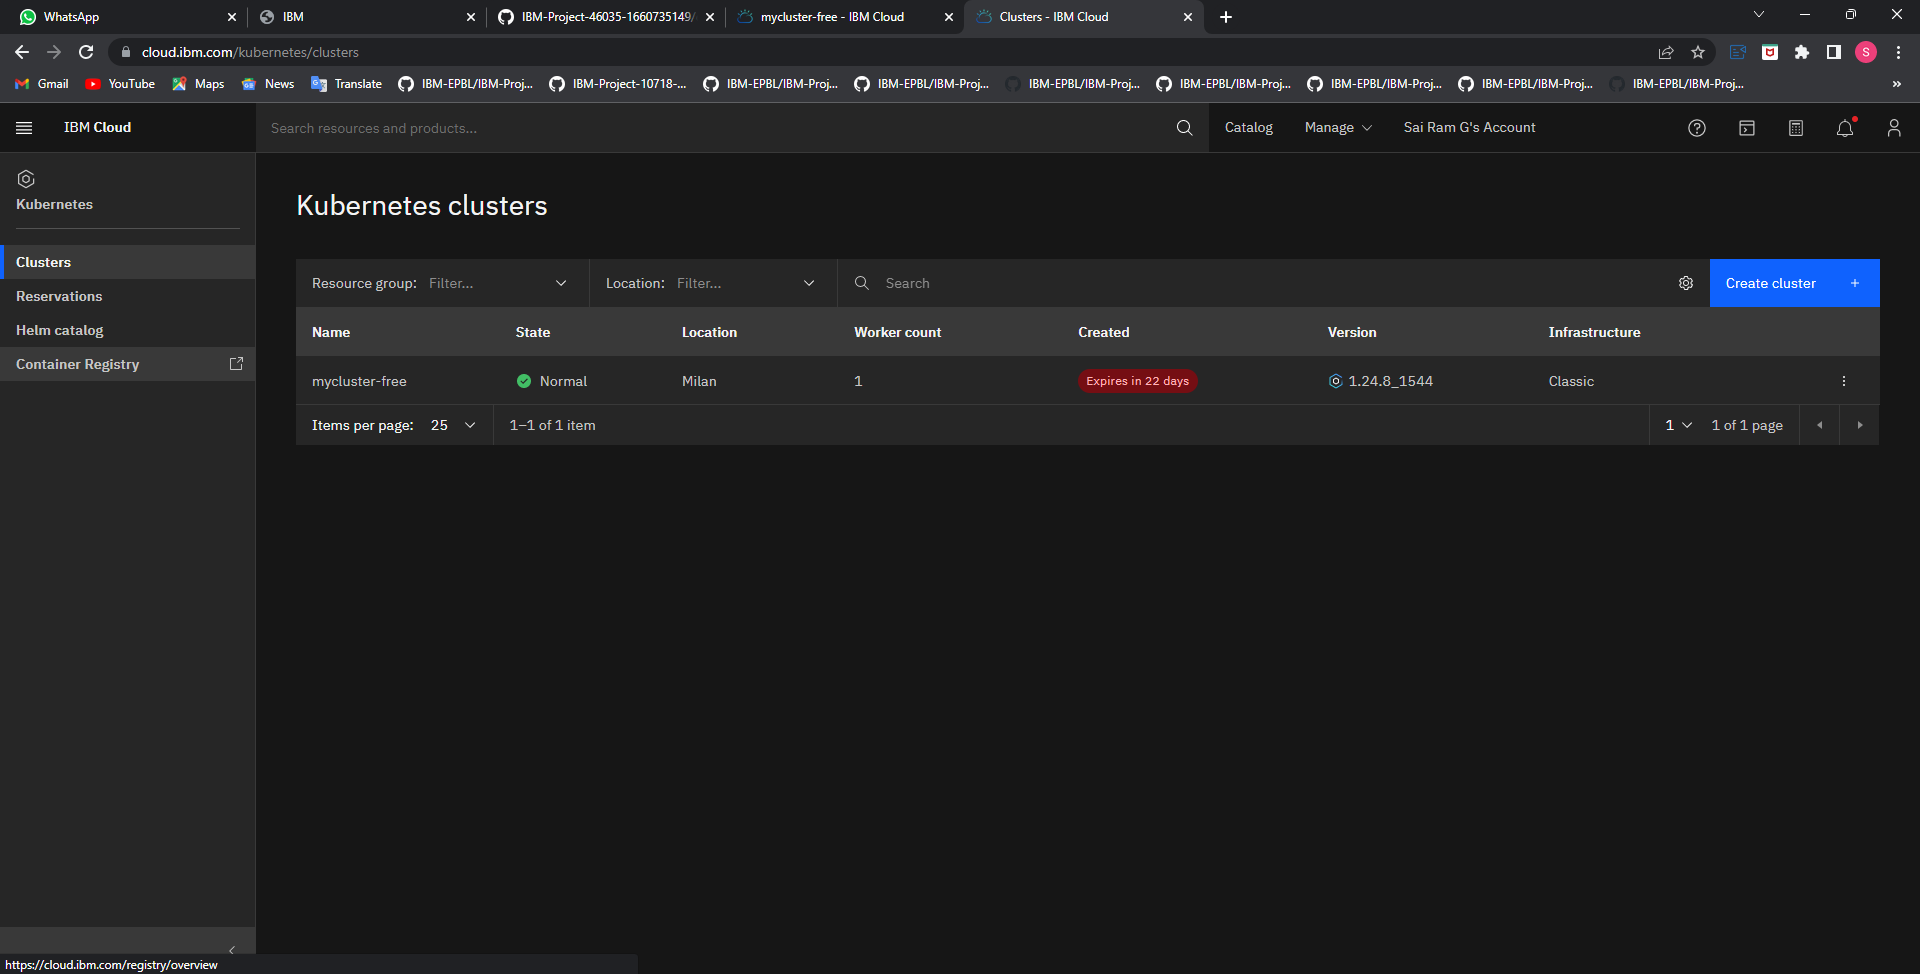 WhatsApp
IBM
IBM-Project-46035-1660735149/
mycluster-free - IBM Cloud
Clusters - IBM Cloud
cloud.ibm.com/kubernetes/clusters
S
Gmail
YouTube
Maps
News
Translate
IBM-EPBL/IBM-Proj...
IBM-Project-10718-...
IBM-EPBL/IBM-Proj...
IBM-EPBL/IBM-Proj...
IBM-EPBL/IBM-Proj...
IBM-EPBL/IBM-Proj...
IBM-EPBL/IBM-Proj...
IBM-EPBL/IBM-Proj...
IBM-EPBL/IBM-Proj...
»
IBM Cloud
Search resources and products...
Catalog
Manage
Sai Ram G's Account
Kubernetes
Clusters
Reservations
Helm catalog
Container Registry
Kubernetes clusters
Resource group: Filter...
Location: Filter...
Search
Create cluster +
Name State Location Worker count Created Version Infrastructure
mycluster-free Normal Milan 1 Expires in 22 days 1.24.8_1544 Classic
Items per page: 25 1–1 of 1 item 1 1 of 1 page
https://cloud.ibm.com/registry/overview